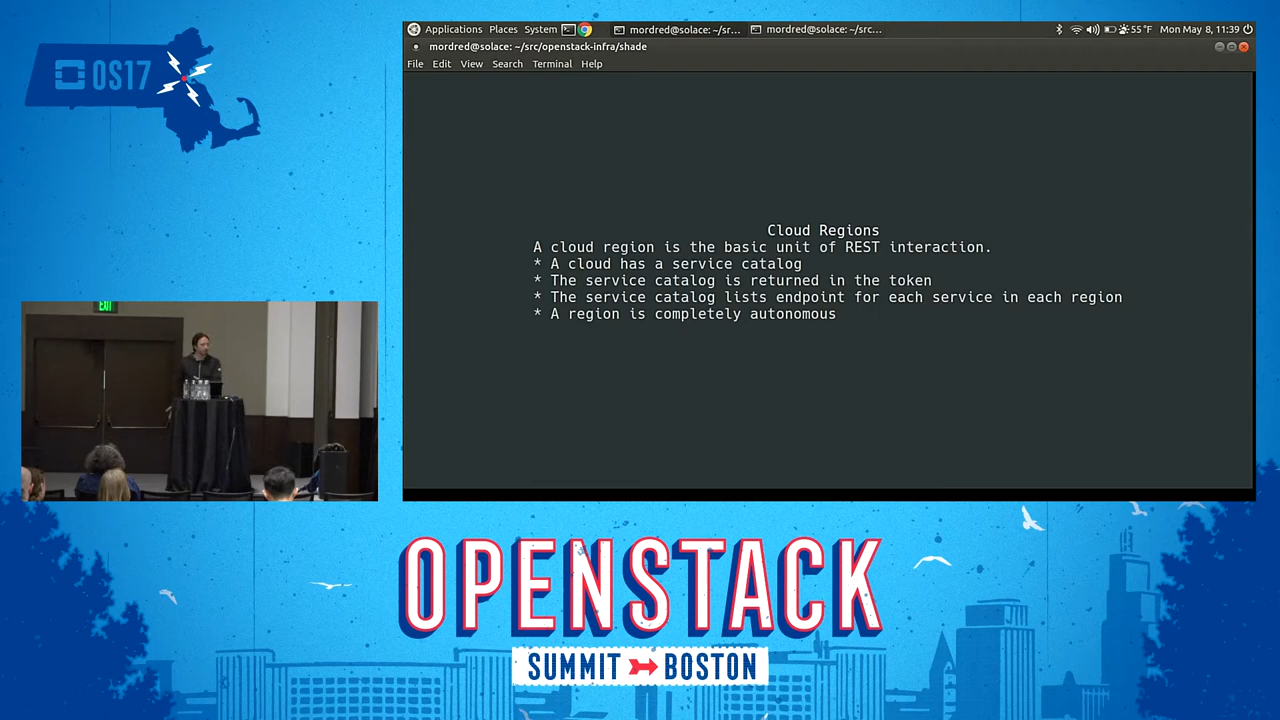 OS17
Applications Places System
mordred@solace: ~/sr...
mordred@solace: ~/src...
55 °F
Mon May 8, 11:39
mordred@solace: ~/src/openstack-infra/shade
File Edit View Search Terminal Help
Cloud Regions
A cloud region is the basic unit of REST interaction.
* A cloud has a service catalog
* The service catalog is returned in the token
* The service catalog lists endpoint for each service in each region
* A region is completely autonomous
EXIT
OPENSTACK
SUMMIT BOSTON